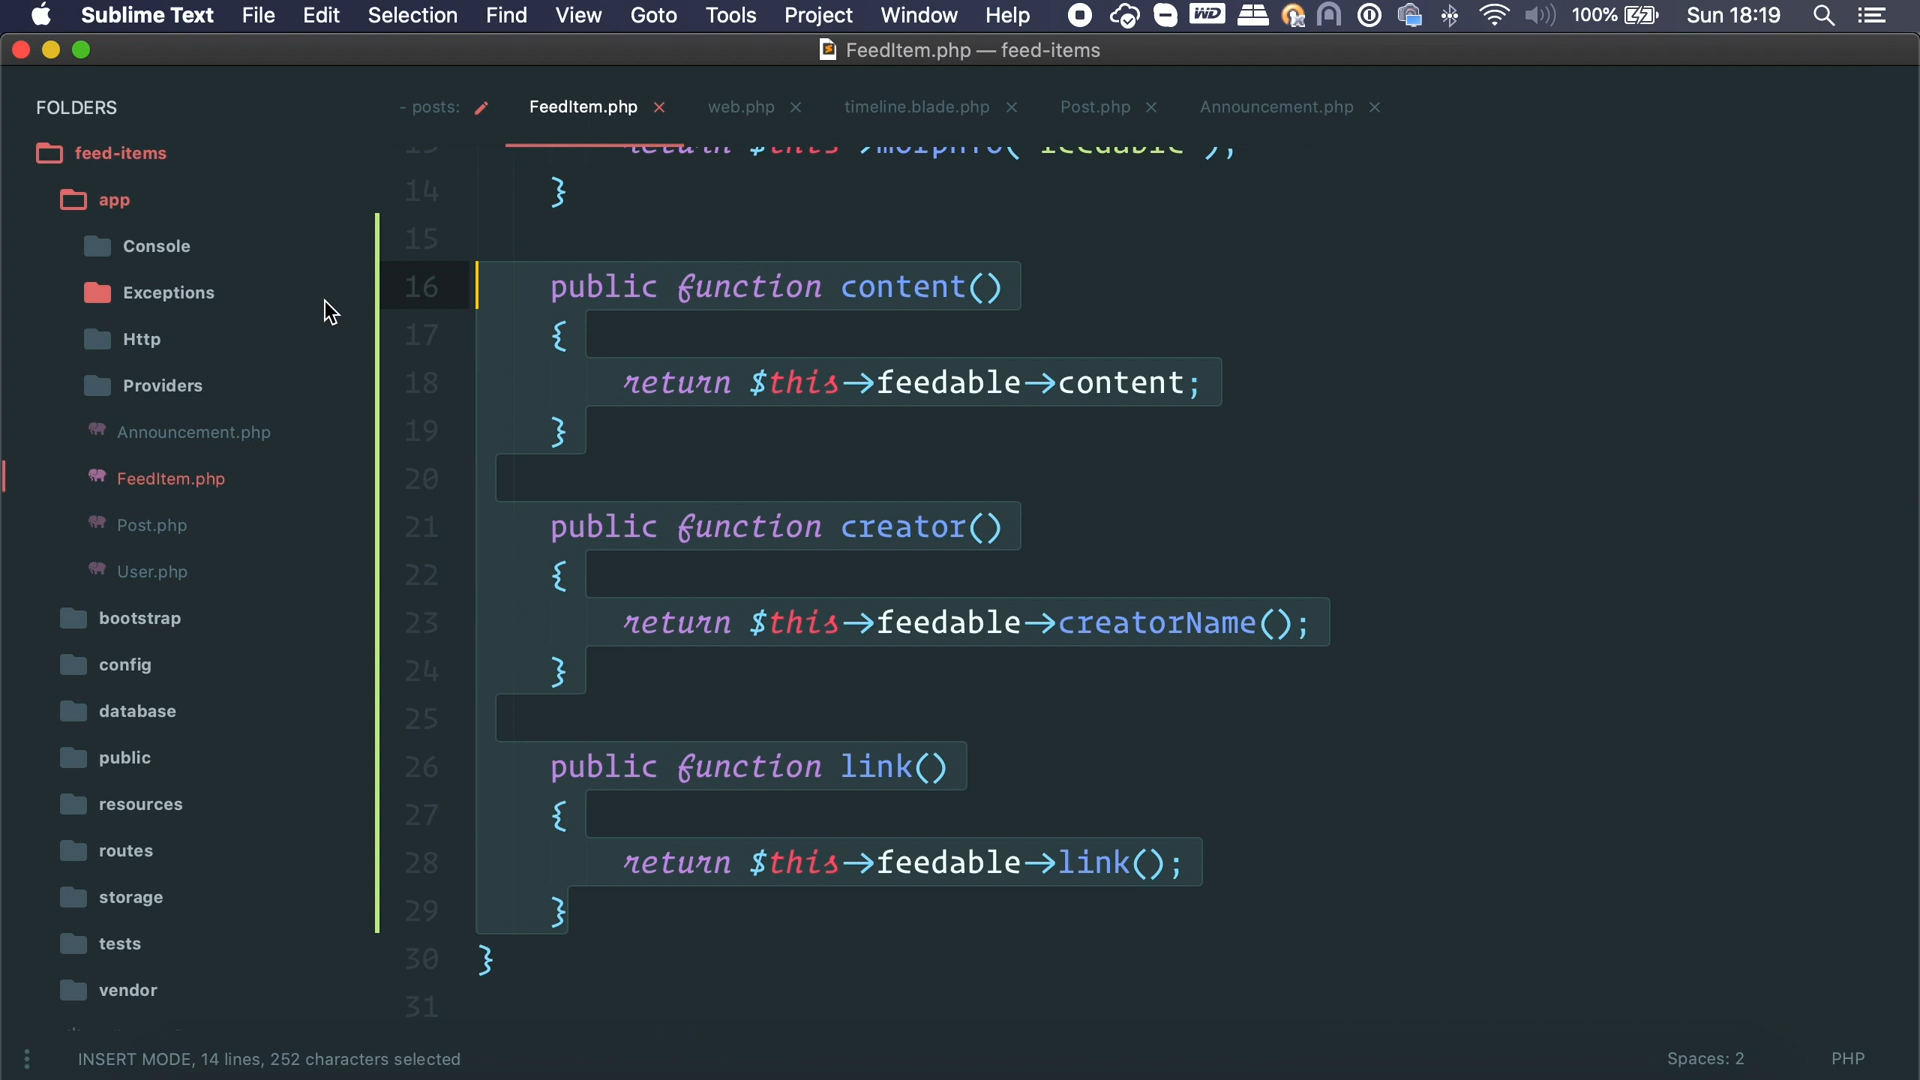 Sublime Text File Edit Selection Find View Goto Tools Project Window Help WD 100% Sun 18:19
FeedItem.php — feed-items
FOLDERS
feed-items
app
Console
Exceptions
Http
Providers
Announcement.php
FeedItem.php
Post.php
User.php
bootstrap
config
database
public
resources
routes
storage
tests
vendor
- posts: FeedItem.php × web.php × timeline.blade.php × Post.php × Announcement.php ×
14 }
15
16 public function content()
17 {
18 return $this->feedable->content;
19 }
20
21 public function creator()
22 {
23 return $this->feedable->creatorName();
24 }
25
26 public function link()
27 {
28 return $this->feedable->link();
29 }
30 }
31
INSERT MODE, 14 lines, 252 characters selected Spaces: 2 PHP